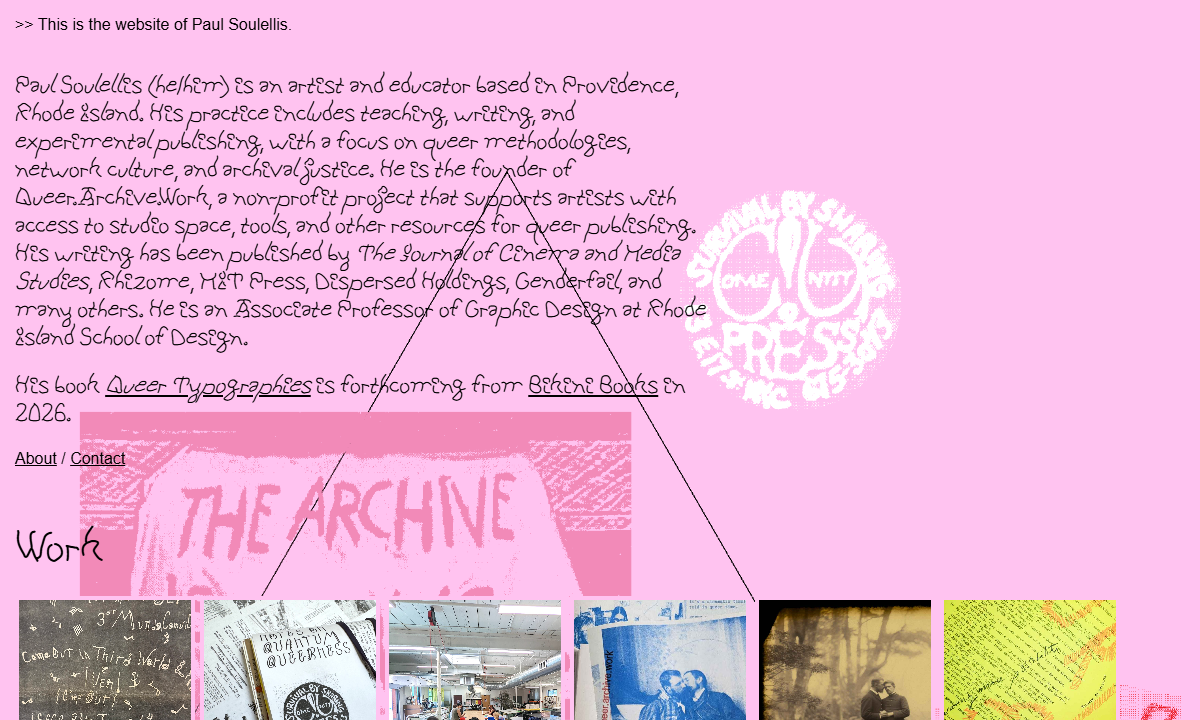 >> This is the website of Paul Soulellis.
Paul Soulellis (he/him) is an artist and educator based in Providence,
Rhode Island. His practice includes teaching, writing, and
experimental publishing, with a focus on queer methodologies,
network culture, and archival justice. He is the founder of
Queer.Archive.Work, a non-profit project that supports artists with
access to studio space, tools, and other resources for queer publishing.
His writing has been published by The Journal of Cinema and Media
Studies, Rhizome, MIT Press, Dispersed Holdings, Genderfail, and
many others. He is an Associate Professor of Graphic Design at Rhode
Island School of Design.
His book Queer Typographies is forthcoming from Bikini Books in
2026.
SURVIVAL BY SHARING
PRESS
About / Contact
THE ARCHIVE
Work
Come Out In Third World &
QUANTUM
QUEERNESS
SURVIVAL BY SHARING